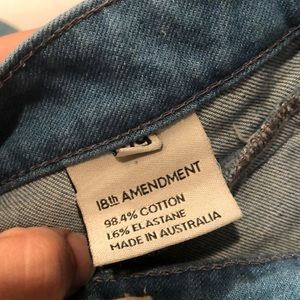 18th AMENDMENT
98.4% COTTON
1.6% ELASTANE
MADE IN AUSTRALIA